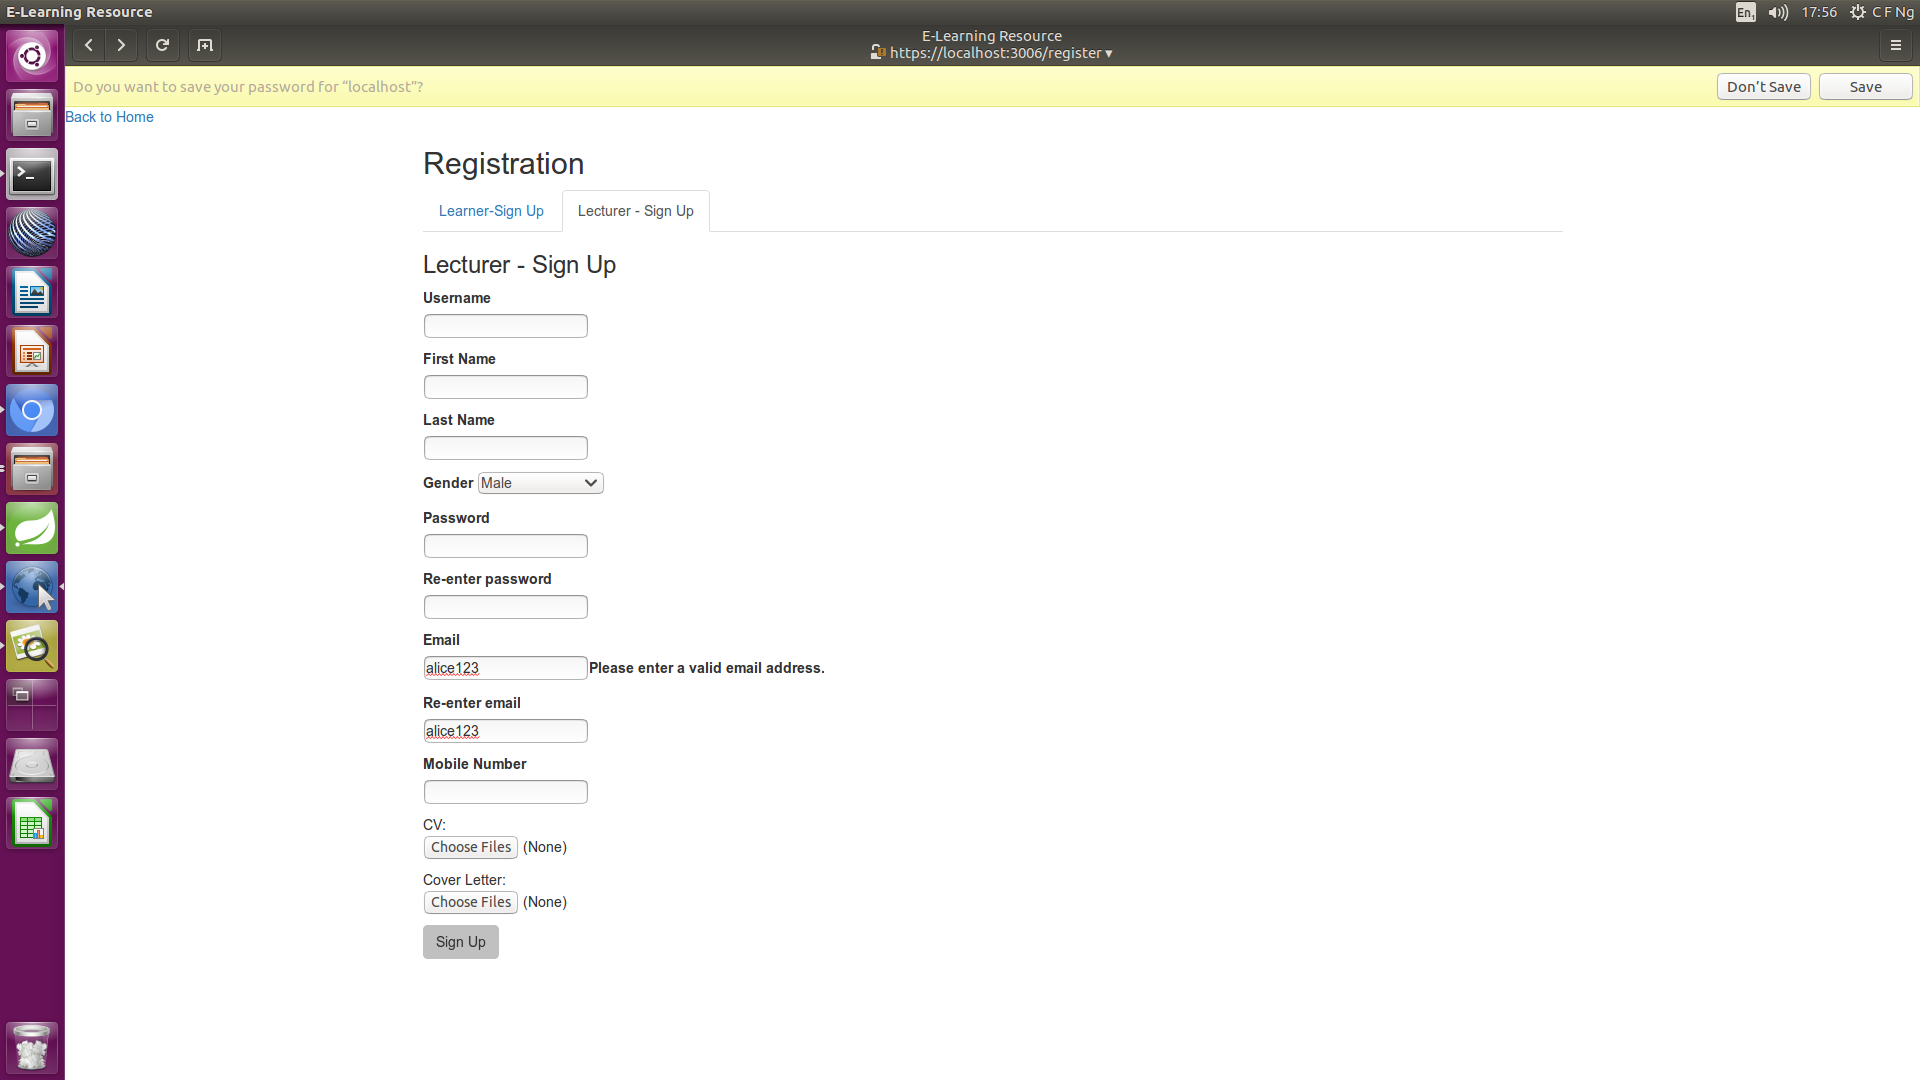 E-Learning Resource
En1 17:56 C F Ng
E-Learning Resource
https://localhost:3006/register ▾
Do you want to save your password for “localhost”?
Don’t Save Save
Back to Home
Registration
Learner-Sign Up Lecturer - Sign Up
Lecturer - Sign Up
Username
First Name
Last Name
Gender Male
Password
Re-enter password
Email
alice123 Please enter a valid email address.
Re-enter email
alice123
Mobile Number
CV:
Choose Files (None)
Cover Letter:
Choose Files (None)
Sign Up